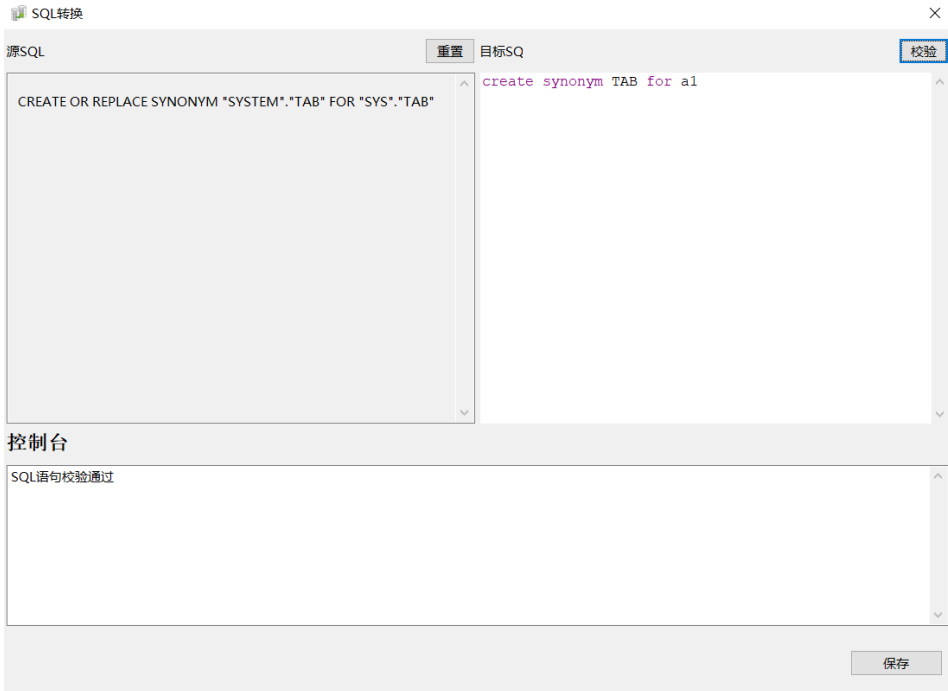 SQL转换
源SQL
重置
目标SQ
校验
CREATE OR REPLACE SYNONYM "SYSTEM"."TAB" FOR "SYS"."TAB"
create synonym TAB for a1
控制台
SQL语句校验通过
保存